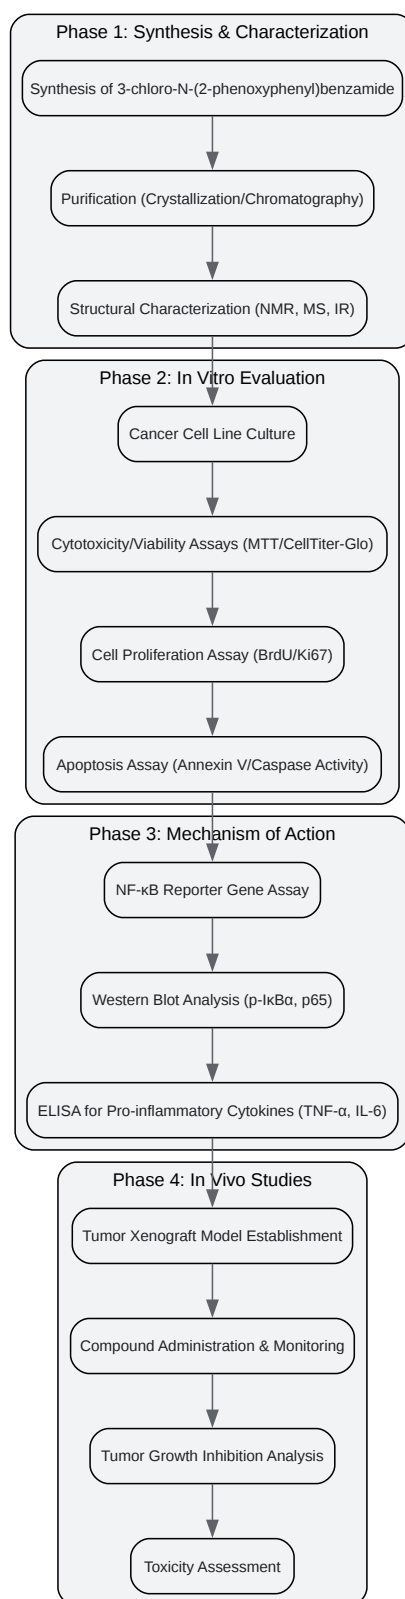 Phase 1: Synthesis & Characterization
Synthesis of 3-chloro-N-(2-phenoxyphenyl)benzamide
Purification (Crystallization/Chromatography)
Structural Characterization (NMR, MS, IR)
Phase 2: In Vitro Evaluation
Cancer Cell Line Culture
Cytotoxicity/Viability Assays (MTT/CellTiter-Glo)
Cell Proliferation Assay (BrdU/Ki67)
Apoptosis Assay (Annexin V/Caspase Activity)
Phase 3: Mechanism of Action
NF-κB Reporter Gene Assay
Western Blot Analysis (p-IκBα, p65)
ELISA for Pro-inflammatory Cytokines (TNF-α, IL-6)
Phase 4: In Vivo Studies
Tumor Xenograft Model Establishment
Compound Administration & Monitoring
Tumor Growth Inhibition Analysis
Toxicity Assessment